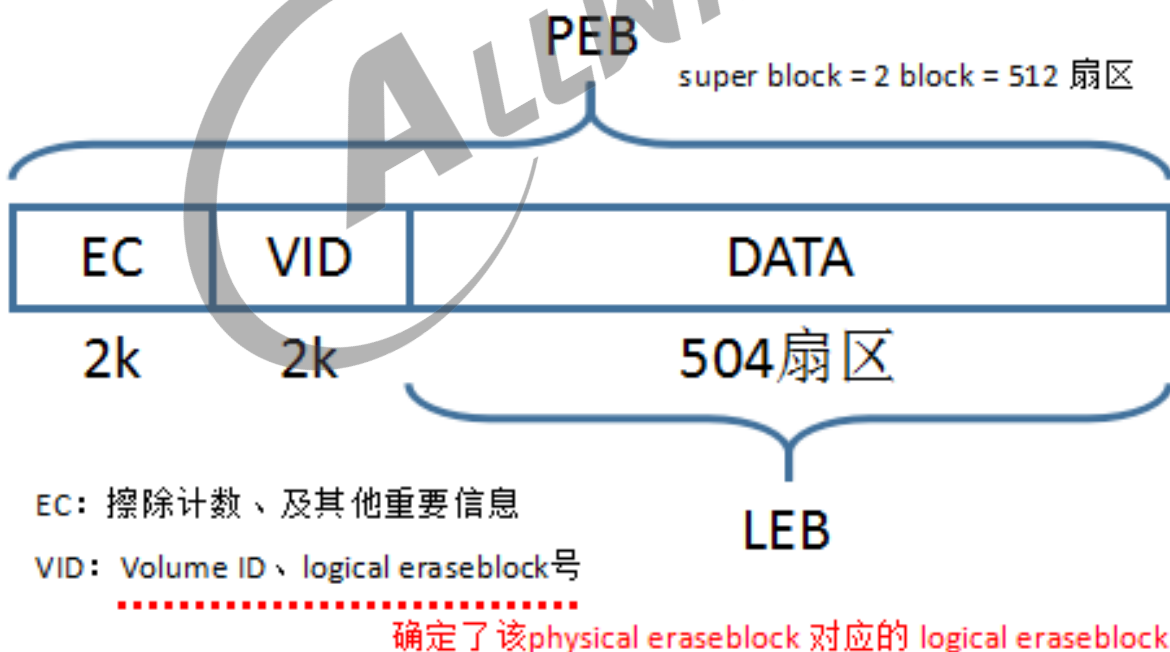 PEB
super block = 2 block = 512 扇区
EC VID DATA
2k 2k 504扇区
LEB
EC：擦除计数、及其他重要信息
VID：Volume ID、logical eraseblock号
确定了该physical eraseblock 对应的 logical eraseblock